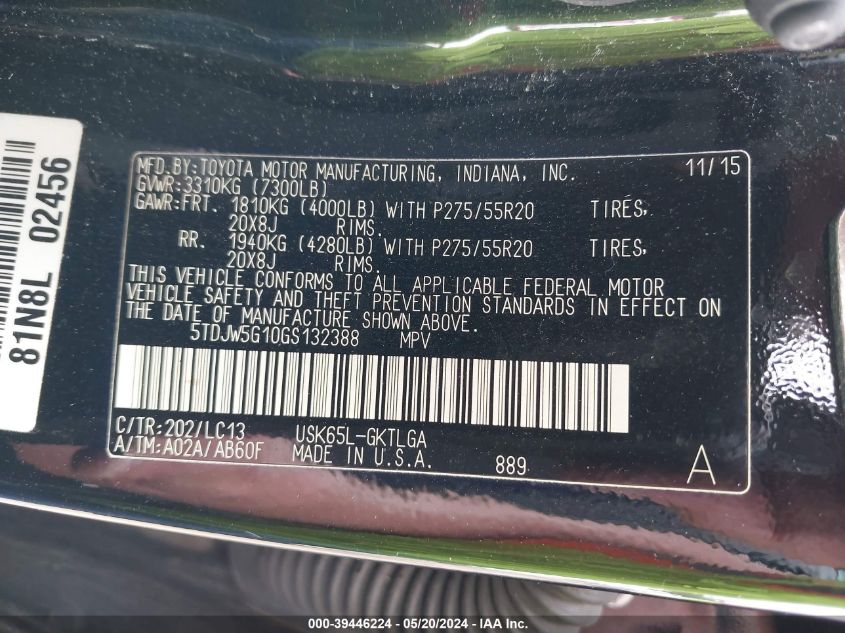 MFD.BY:TOYOTA MOTOR MANUFACTURING, INDIANA, INC. 11/15
GVWR:3310KG (7300LB)
GAWR:FRT. 1810KG (4000LB) WITH P275/55R20 TIRES,
20X8J RIMS.
RR. 1940KG (4280LB) WITH P275/55R20 TIRES,
20X8J RIMS.
THIS VEHICLE CONFORMS TO ALL APPLICABLE FEDERAL MOTOR
VEHICLE SAFETY AND THEFT PREVENTION STANDARDS IN EFFECT ON
THE DATE OF MANUFACTURE SHOWN ABOVE.
5TDJW5G10GS132388 MPV
C/TR:202/LC13 USK65L-GKTLGA
A/TM:A02A/AB60F MADE IN U.S.A. 889 A
81N8L 02456
000-39446224 - 05/20/2024 - IAA Inc.